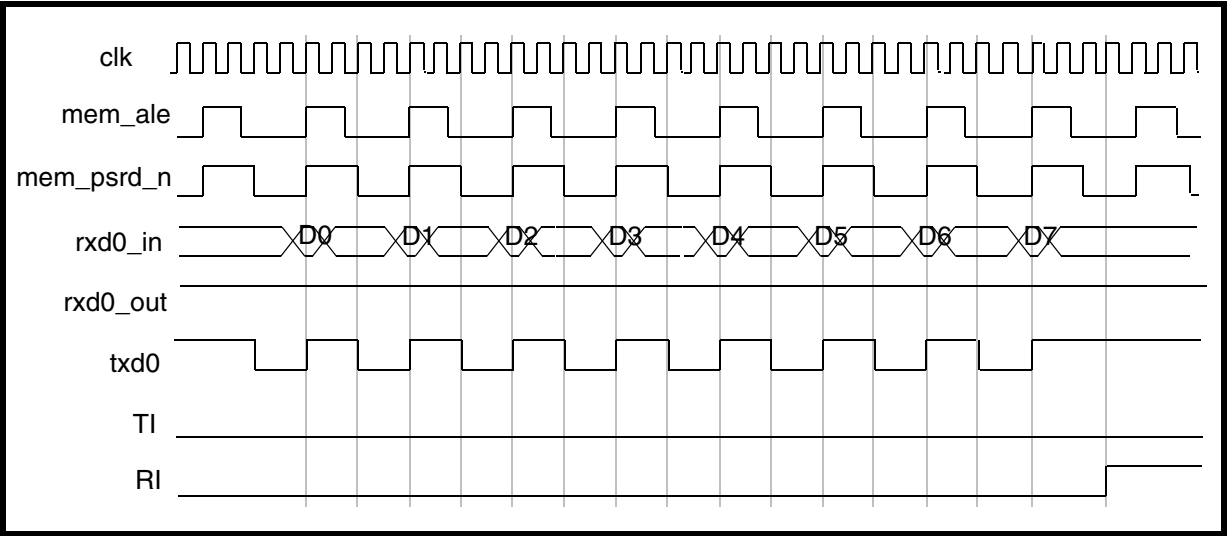 clk
mem_ale
mem_psrd_n
rxd0_in D0 D1 D2 D3 D4 D5 D6 D7
rxd0_out
txd0
TI
RI